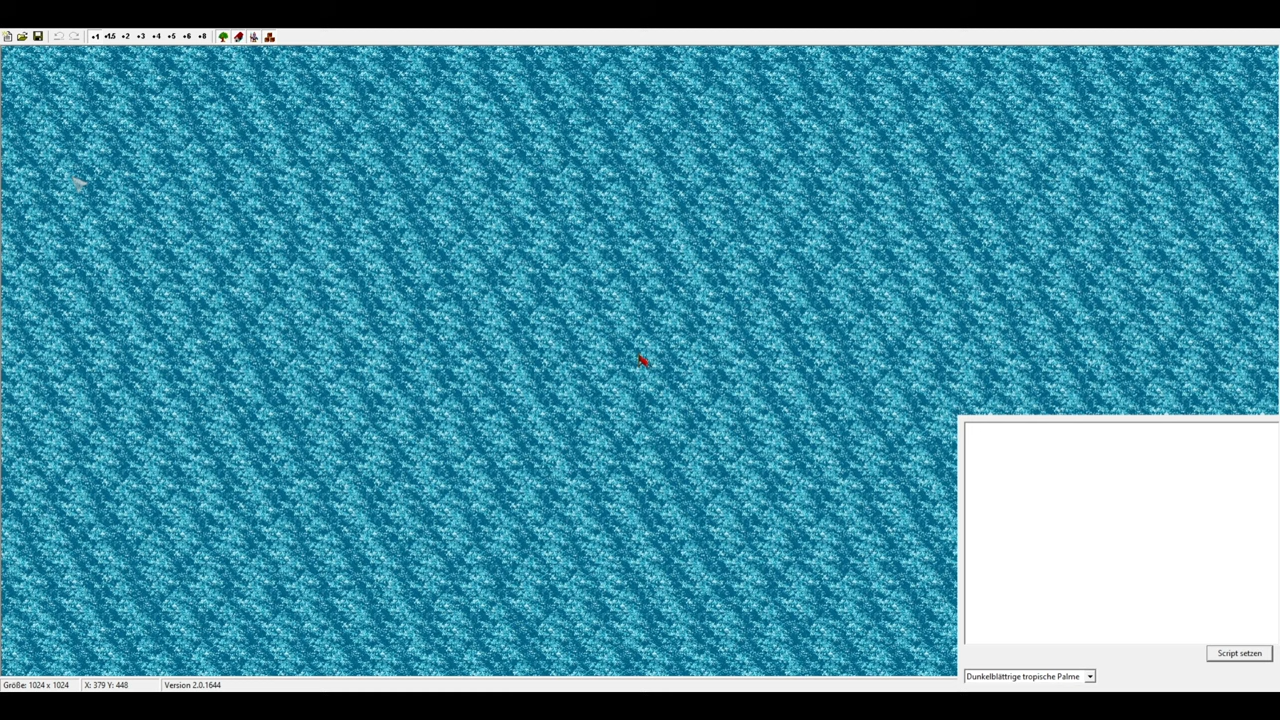 +1 +1.5 +2 +3 +4 +5 +6 +8
Script setzen
Dunkelblättrige tropische Palme
Größe: 1024 x 1024 X: 379 Y: 448 Version 2.0.1644